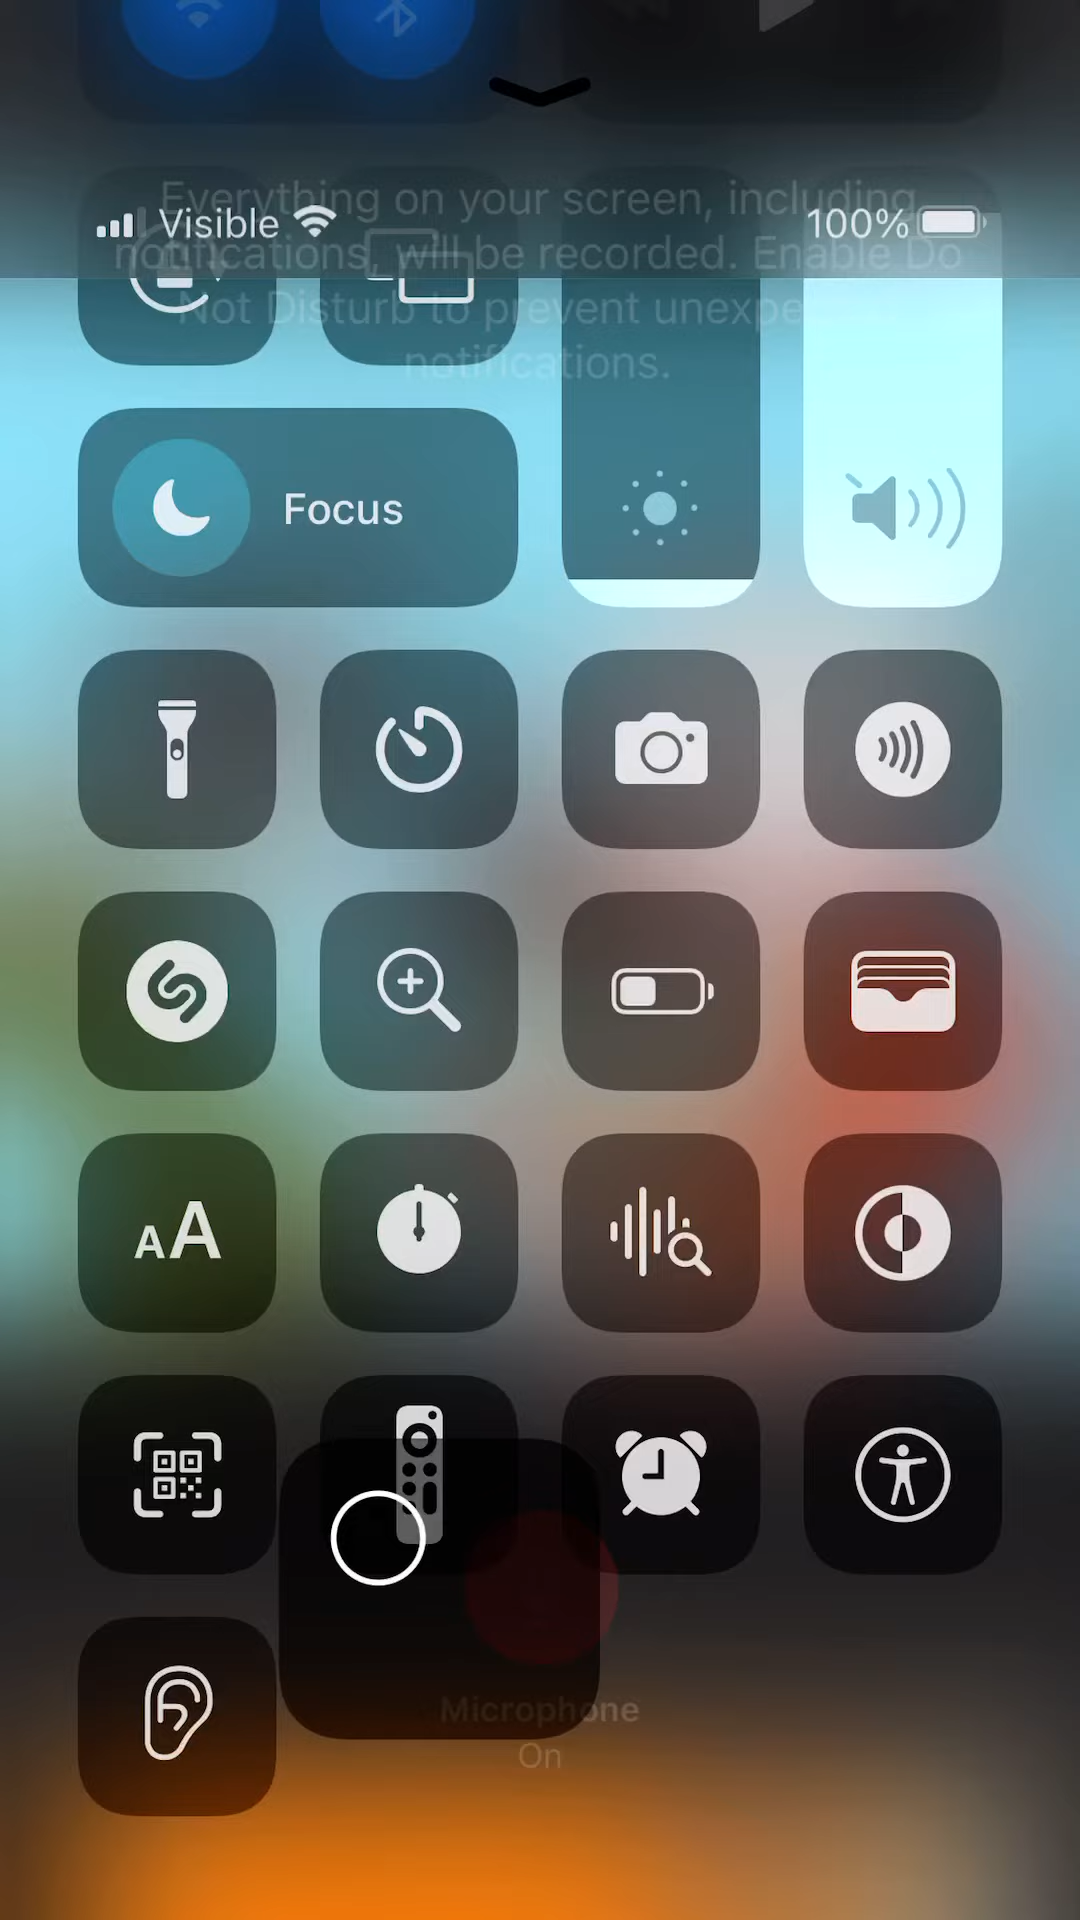 Everything on your screen, including
Visible 100%
notifications, will be recorded. Enable Do
Not Disturb to prevent
notifications.
Focus
AA
Microphone
On